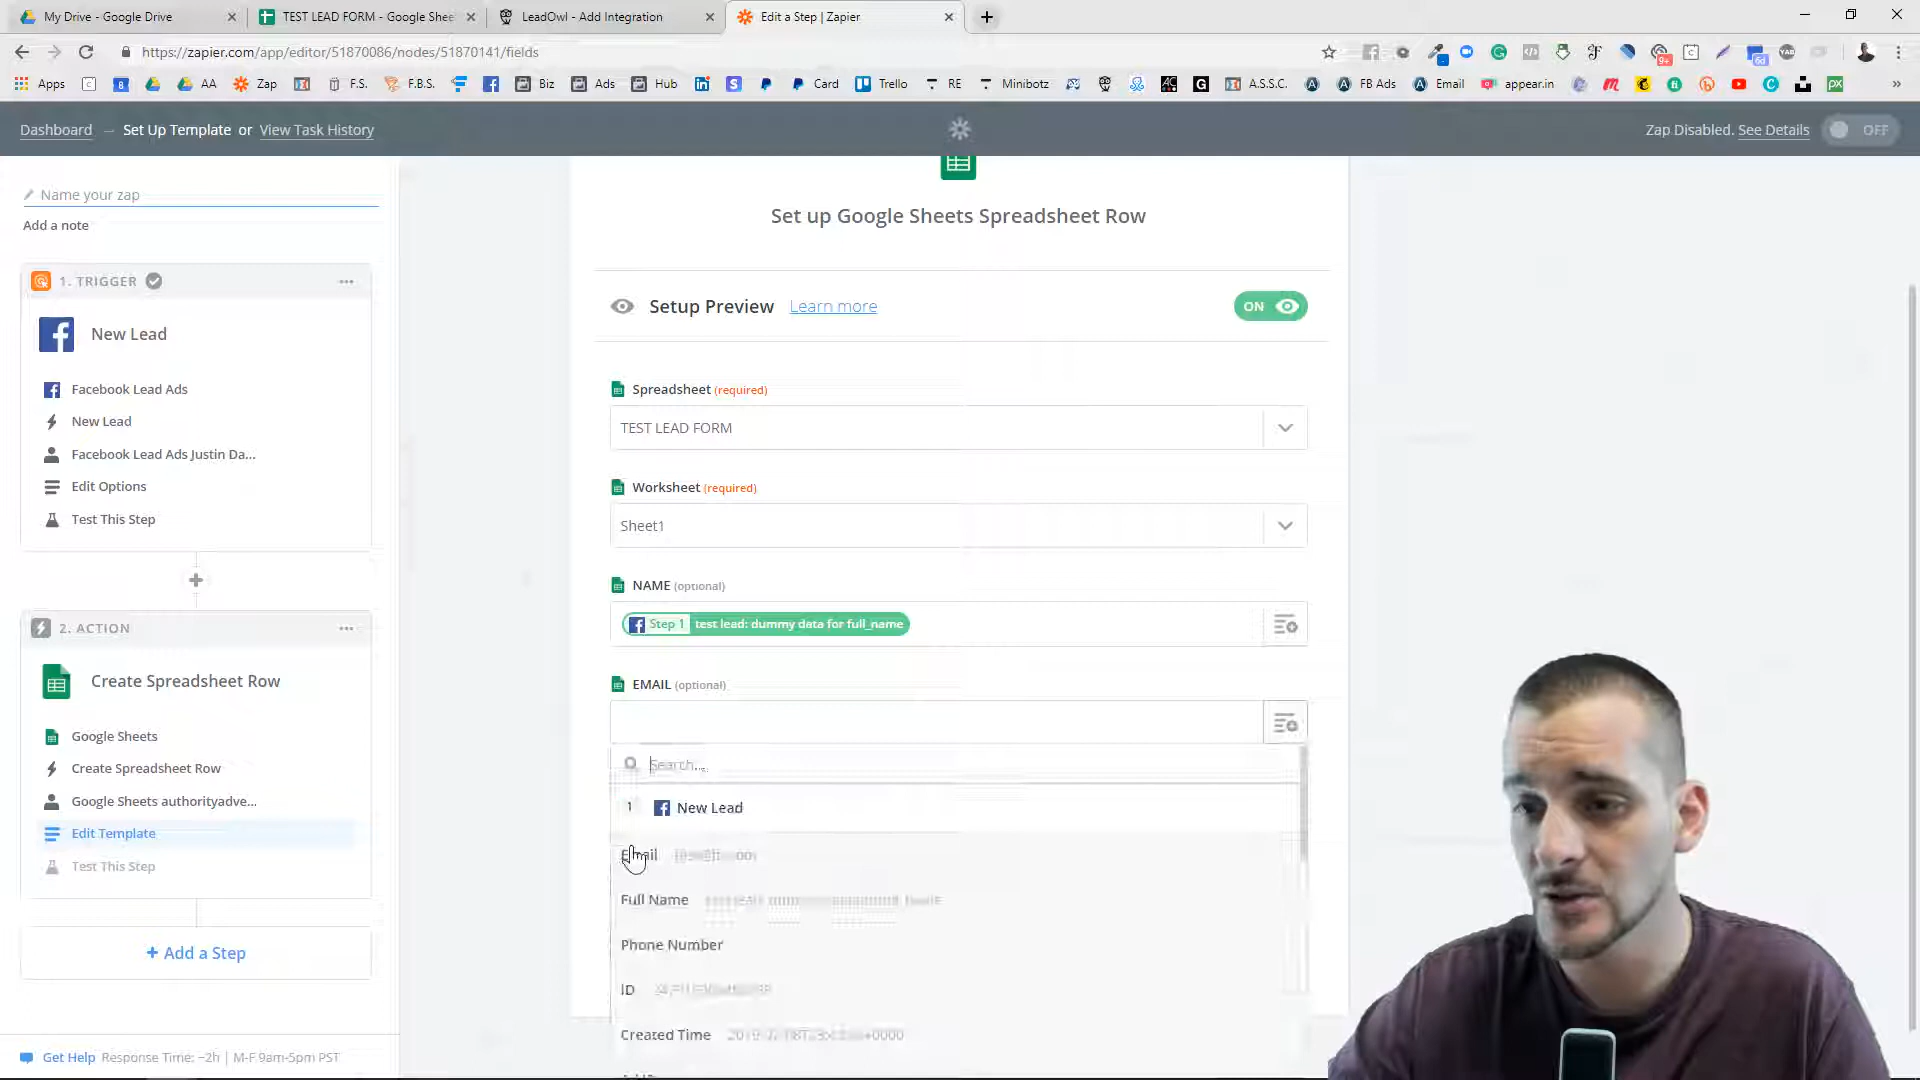 My Drive - Google Drive
TEST LEAD FORM - Google Shee
LeadOwl - Add Integration
Edit a Step | Zapier
https://zapier.com/app/editor/51870086/nodes/51870141/fields
9+
6d
Apps
AA
Zap
F.S.
F.B.S.
Biz
Ads
Hub
Card
Trello
RE
Minibotz
A.S.S.C.
FB Ads
Email
appear.in
Dashboard
Set Up Template or View Task History
Zap Disabled. See Details
OFF
Name your zap
Add a note
1. TRIGGER
New Lead
Facebook Lead Ads
New Lead
Facebook Lead Ads Justin Da...
Edit Options
Test This Step
2. ACTION
Create Spreadsheet Row
Google Sheets
Create Spreadsheet Row
Google Sheets authorityadve...
Edit Template
Test This Step
+ Add a Step
Get Help Response Time: ~2h | M-F 9am-5pm PST
Set up Google Sheets Spreadsheet Row
Setup Preview Learn more
ON
Spreadsheet (required)
TEST LEAD FORM
Worksheet (required)
Sheet1
NAME (optional)
Step 1 test lead: dummy data for full_name
EMAIL (optional)
Search...
1 New Lead
Email
Full Name
Phone Number
ID
Created Time